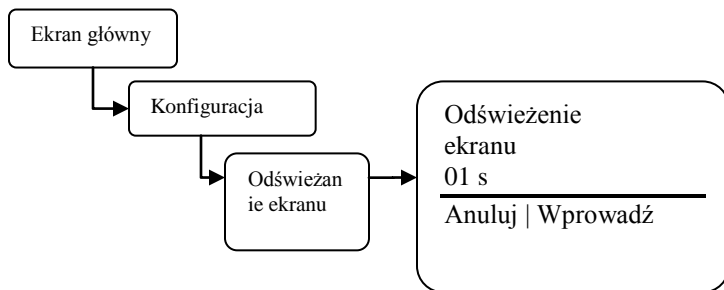 Ekran główny
Konfiguracja
Odświeżan
ie ekranu
Odświeżenie
ekranu
01 s
Anuluj | Wprowadź